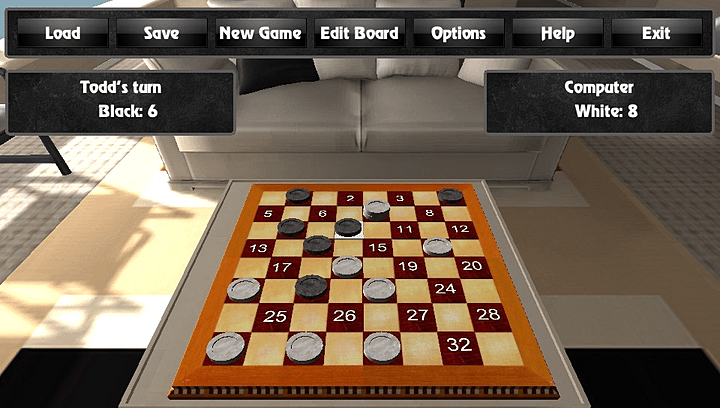 Load Save New Game Edit Board Options Help Exit
Todd's turn
Black: 6
Computer
White: 8
2 3
5 6 8
11 12
13 15
17 19 20
24
25 26 27 28
32